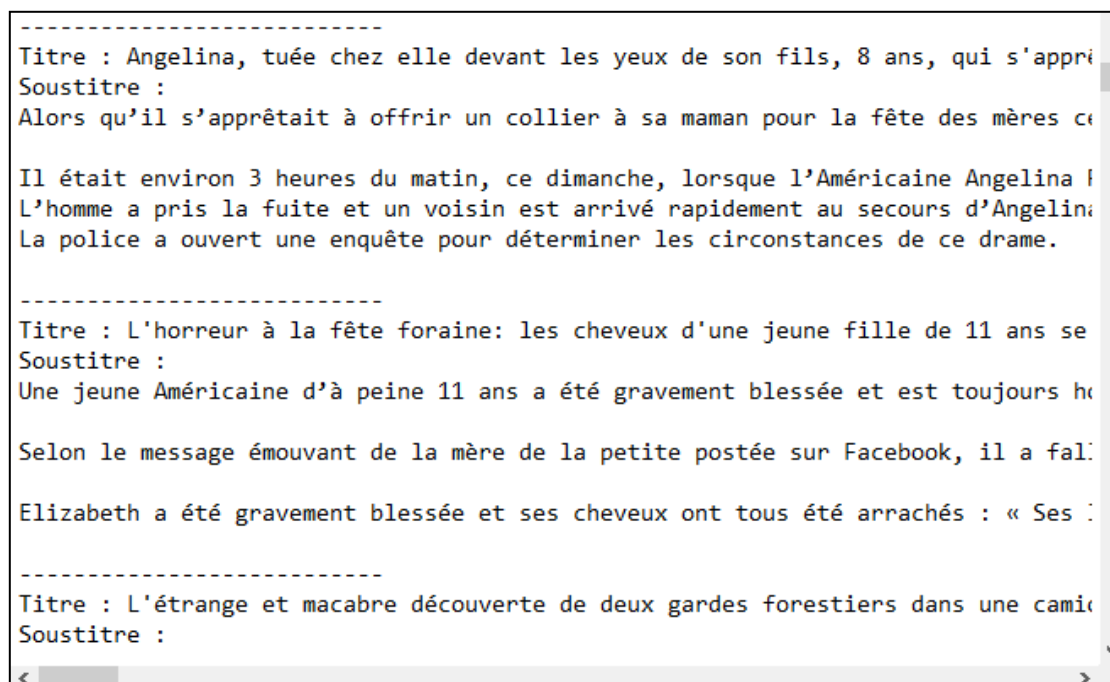 ---------------------------
Titre : Angelina, tuée chez elle devant les yeux de son fils, 8 ans, qui
Soustitre :
Alors qu’il s’apprêtait à offrir un collier à sa maman pour la fête des mères
Il était environ 3 heures du matin, ce dimanche, lorsque l’Américaine Angelina
L’homme a pris la fuite et un voisin est arrivé rapidement au secours
La police a ouvert une enquête pour déterminer les circonstances de ce drame.
---------------------------
Titre : L'horreur à la fête foraine: les cheveux d'une jeune fille de 11 ans se
Soustitre :
Une jeune Américaine d’à peine 11 ans a été gravement blessée et est toujours
Selon le message émouvant de la mère de la petite postée sur Facebook, il a
Elizabeth a été gravement blessée et ses cheveux ont tous été arrachés : « Ses
---------------------------
Titre : L'étrange et macabre découverte de deux gardes forestiers dans une
Soustitre :